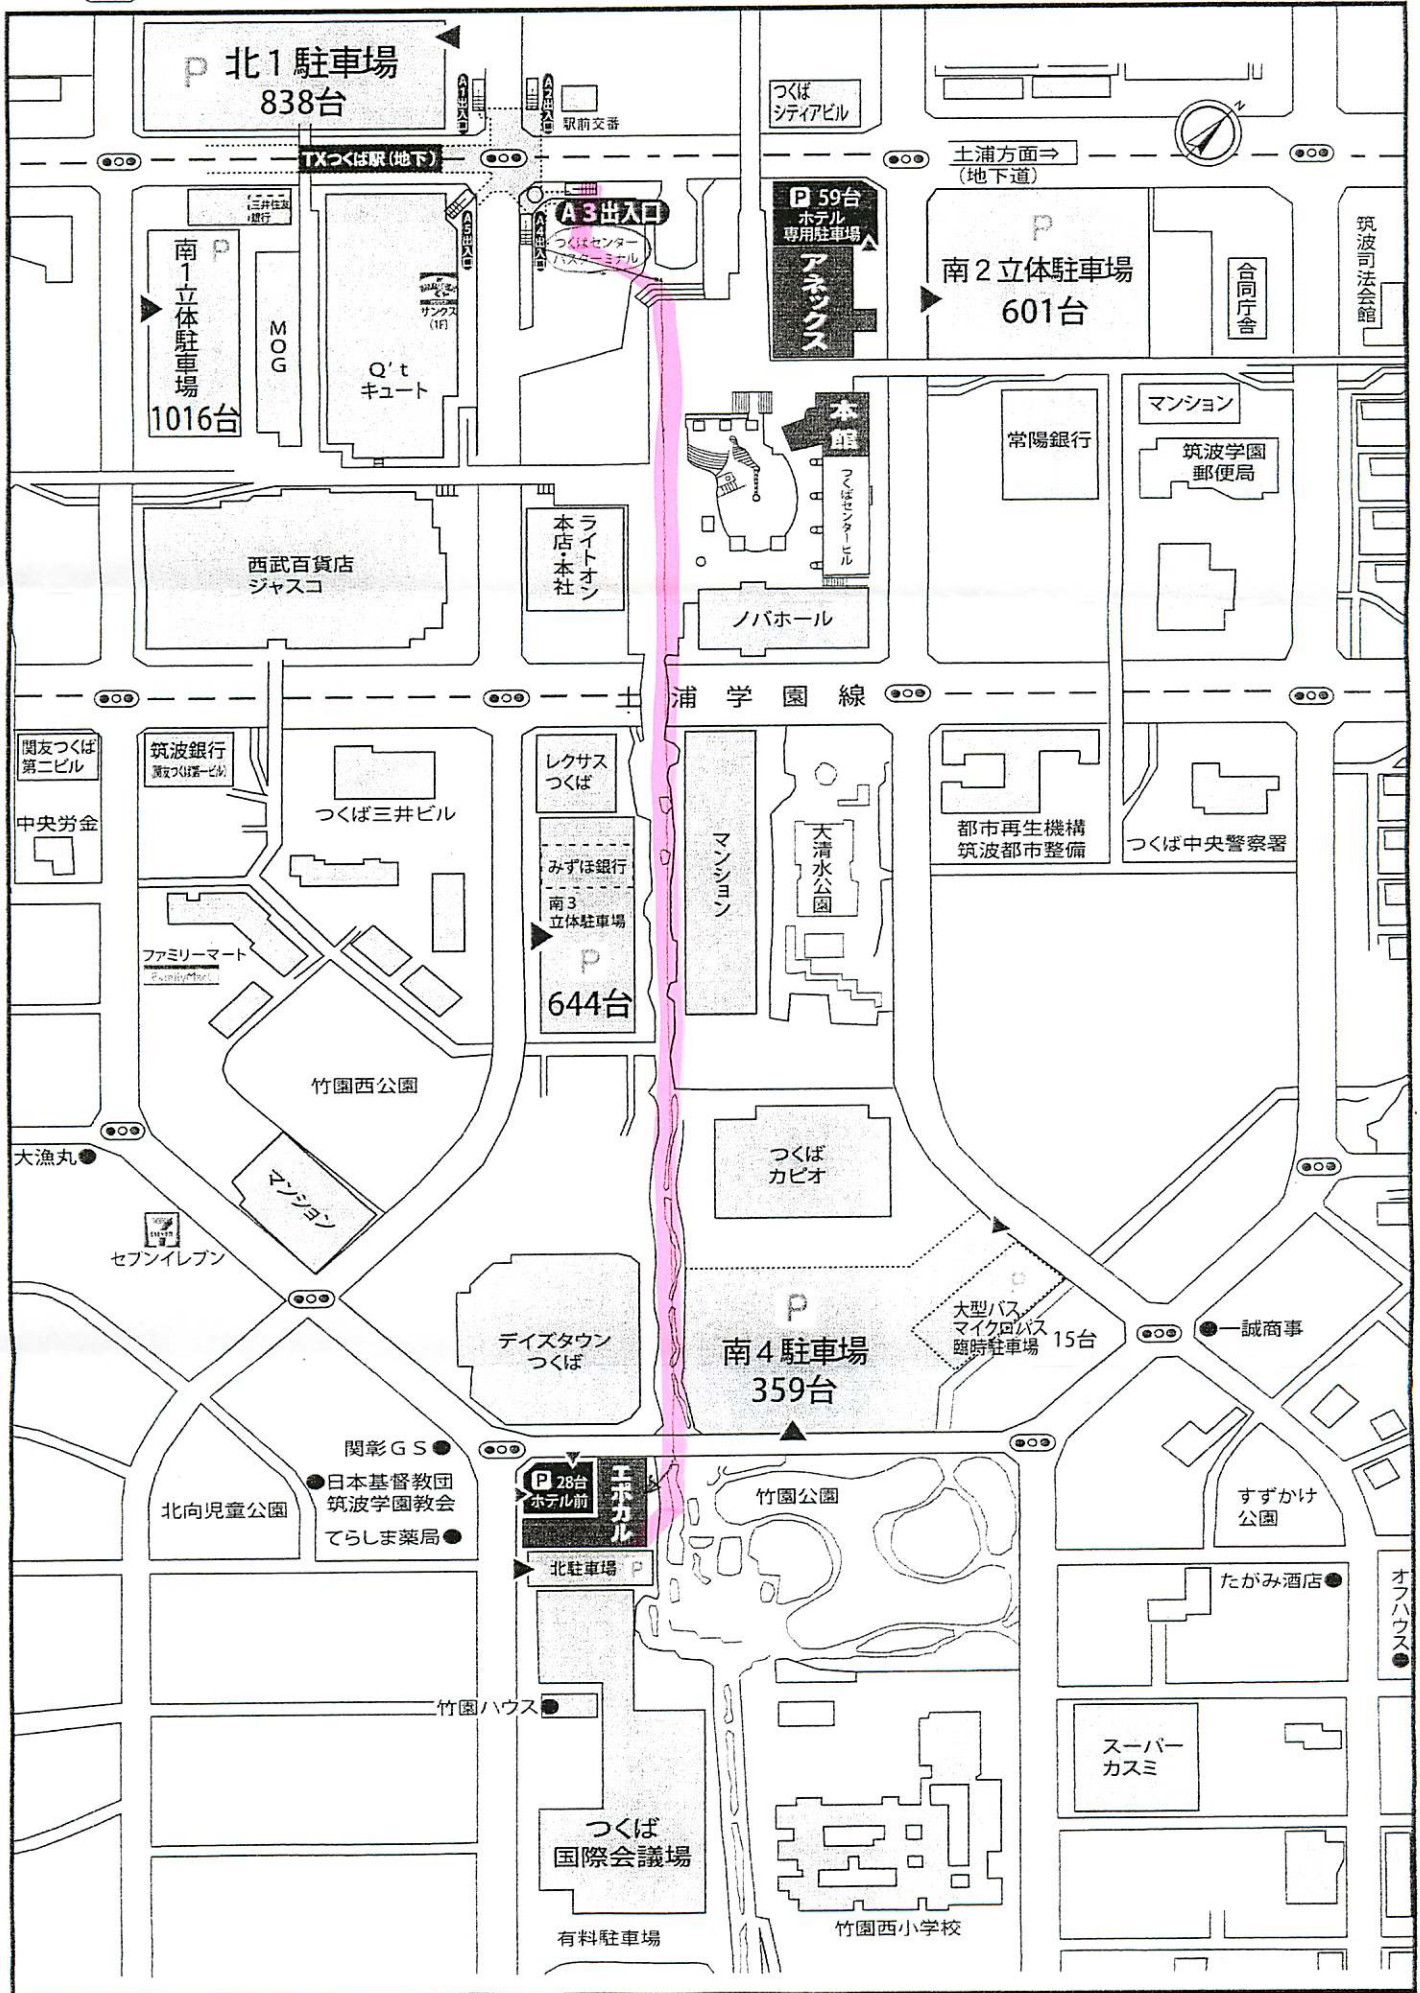 P 北1駐車場
838台
A1出入口
A2出入口
駅前交番
つくば
シティアビル
N
TXつくば駅(地下)
土浦方面⇒
(地下道)
三井住友
銀行
A5出入口
A4出入口
A3出入口
つくばセンター
バスターミナル
P 59台
ホテル
専用駐車場
アネックス
P
南2立体駐車場
601台
合同庁舎
筑波司法会館
P
南1立体駐車場
1016台
MOG
サンクス
(1F)
Q't
キュート
本館
つくばセンタービル
常陽銀行
マンション
筑波学園
郵便局
西武百貨店
ジャスコ
ライトオン
本店・本社
ノバホール
土浦学園線
関友つくば
第二ビル
筑波銀行
つくば三井ビル
中央労金
レクサス
つくば
みずほ銀行
南3
立体駐車場
P
644台
マンション
大清水公園
都市再生機構
筑波都市整備
つくば中央警察署
ファミリーマート
FamilyMart
竹園西公園
大漁丸
マンション
セブンイレブン
つくば
カピオ
デイズタウン
つくば
P
南4駐車場
359台
P
大型バス
マイクロバス
臨時駐車場 15台
一誠商事
関彰GS
日本基督教団
筑波学園教会
てらしま薬局
北向児童公園
P 28台
ホテル前
エポカル
北駐車場 P
竹園公園
すずかけ
公園
たがみ酒店
オフハウス
竹園ハウス
スーパー
カスミ
つくば
国際会議場
有料駐車場
竹園西小学校